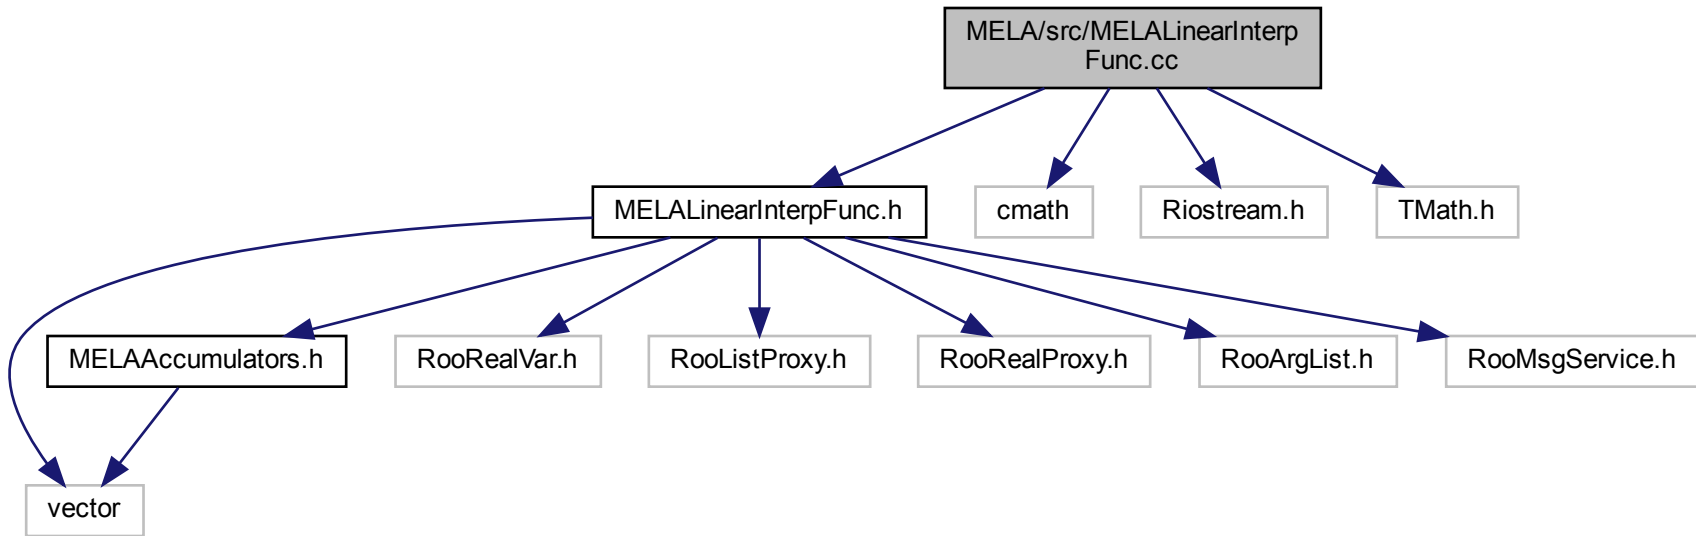 MELA/src/MELALinearInterp
Func.cc
MELALinearInterpFunc.h
cmath
Riostream.h
TMath.h
MELAAccumulators.h
RooRealVar.h
RooListProxy.h
RooRealProxy.h
RooArgList.h
RooMsgService.h
vector